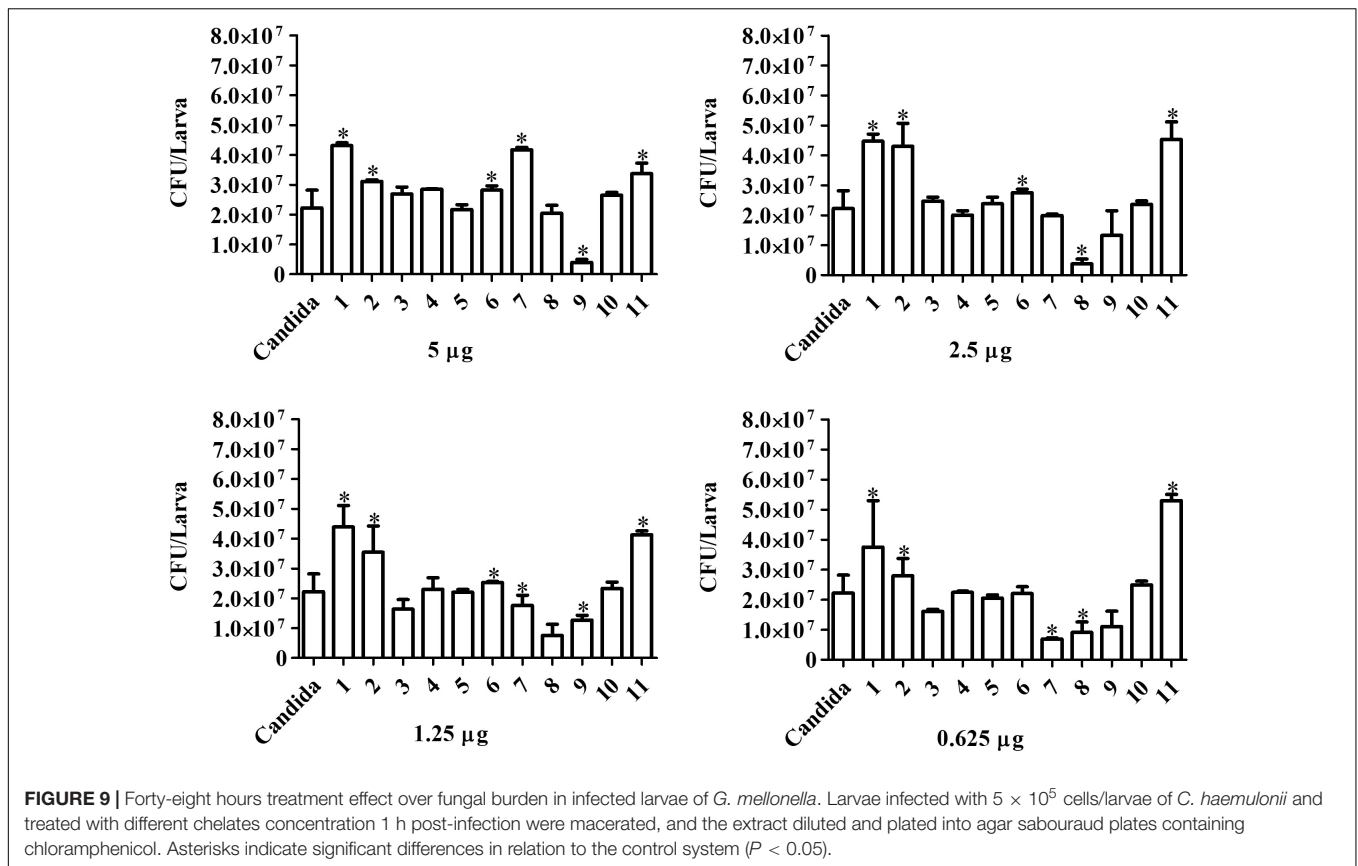 8.0×10⁷
7.0×10⁷
6.0×10⁷
5.0×10⁷
4.0×10⁷
3.0×10⁷
2.0×10⁷
1.0×10⁷
0
CFU/Larva
* * * * * *
Candida 1 2 3 4 5 6 7 8 9 10 11
5 µg
8.0×10⁷
7.0×10⁷
6.0×10⁷
5.0×10⁷
4.0×10⁷
3.0×10⁷
2.0×10⁷
1.0×10⁷
0
CFU/Larva
* * * * *
Candida 1 2 3 4 5 6 7 8 9 10 11
2.5 µg
8.0×10⁷
7.0×10⁷
6.0×10⁷
5.0×10⁷
4.0×10⁷
3.0×10⁷
2.0×10⁷
1.0×10⁷
0
CFU/Larva
* * * * * *
Candida 1 2 3 4 5 6 7 8 9 10 11
1.25 µg
8.0×10⁷
7.0×10⁷
6.0×10⁷
5.0×10⁷
4.0×10⁷
3.0×10⁷
2.0×10⁷
1.0×10⁷
0
CFU/Larva
* * * * *
Candida 1 2 3 4 5 6 7 8 9 10 11
0.625 µg
FIGURE 9 | Forty-eight hours treatment effect over fungal burden in infected larvae of G. mellonella. Larvae infected with 5 × 10⁵ cells/larvae of C. haemulonii and
treated with different chelates concentration 1 h post-infection were macerated, and the extract diluted and plated into agar sabouraud plates containing
chloramphenicol. Asterisks indicate significant differences in relation to the control system (P < 0.05).